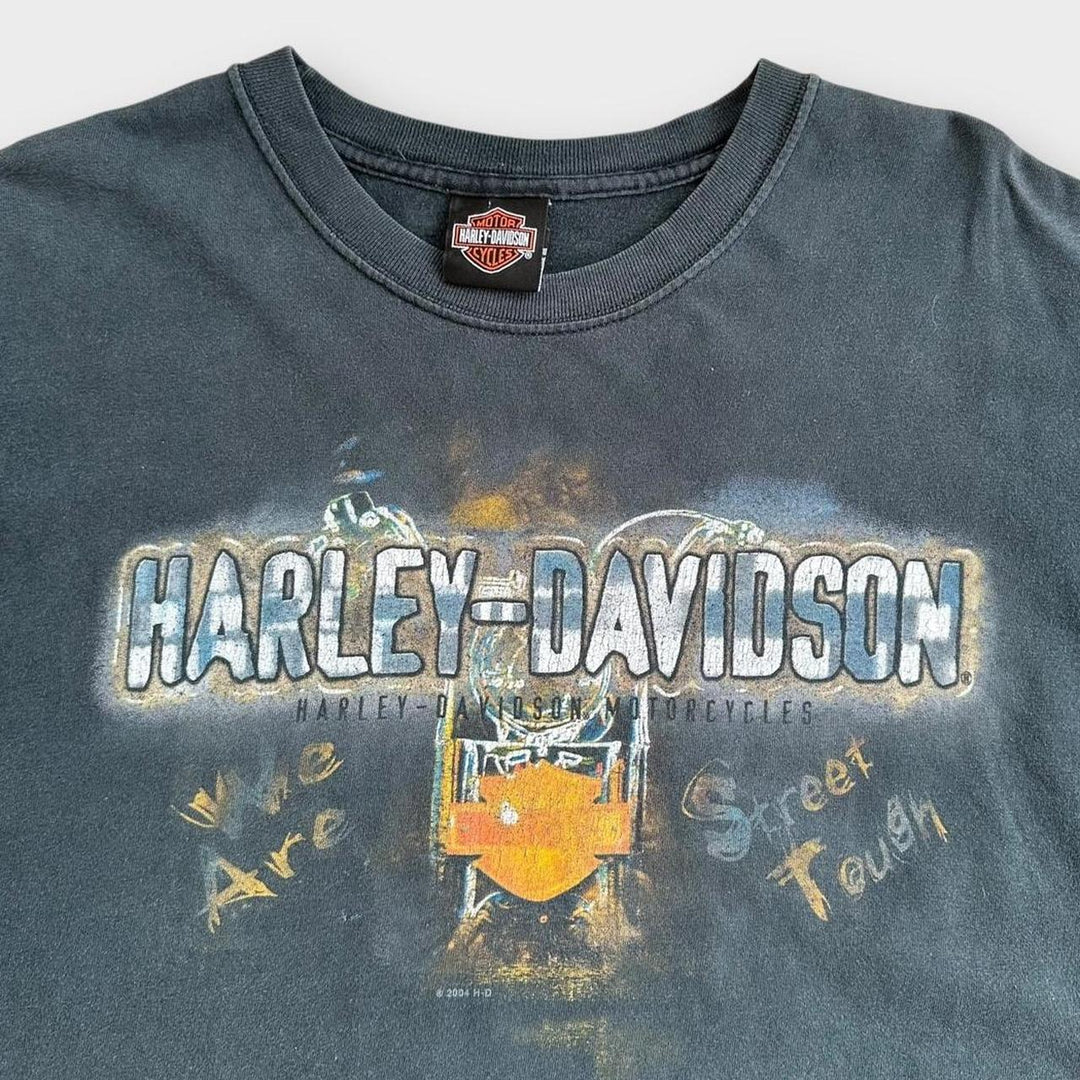 MOTOR
HARLEY-DAVIDSON
CYCLES
®
HARLEY-DAVIDSON®
HARLEY-DAVIDSON MOTORCYCLES
We Street
Are Tough
© 2004 H-D